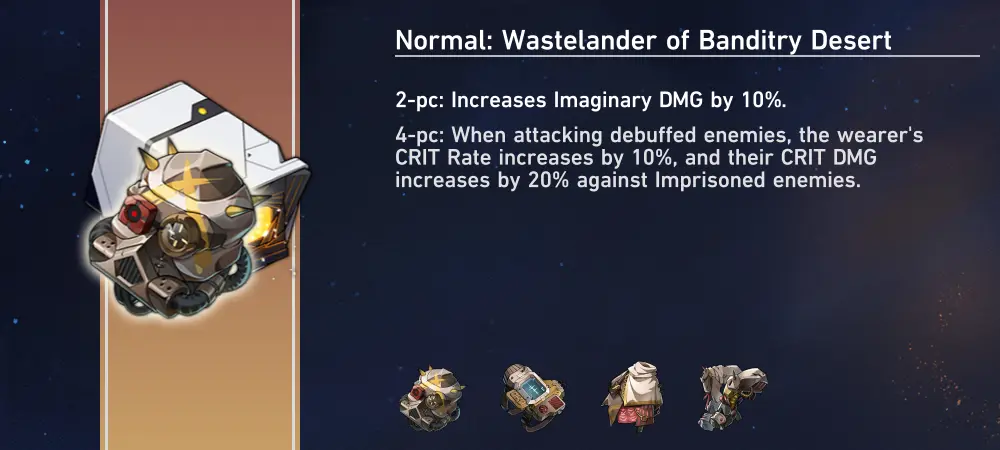 Normal: Wastelander of Banditry Desert
2-pc: Increases Imaginary DMG by 10%.
4-pc: When attacking debuffed enemies, the wearer's
CRIT Rate increases by 10%, and their CRIT DMG
increases by 20% against Imprisoned enemies.